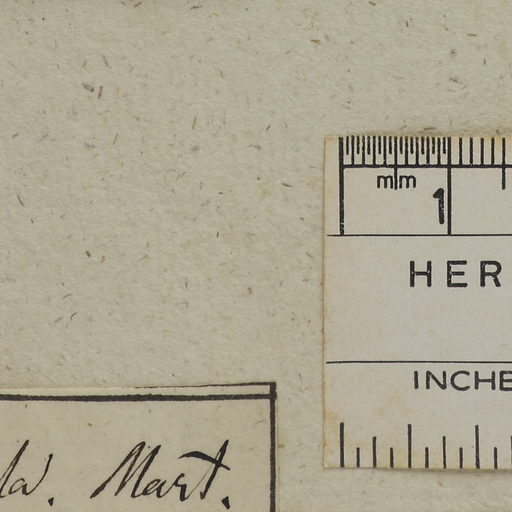 mm
1
HER
INCHE
la. Mart.